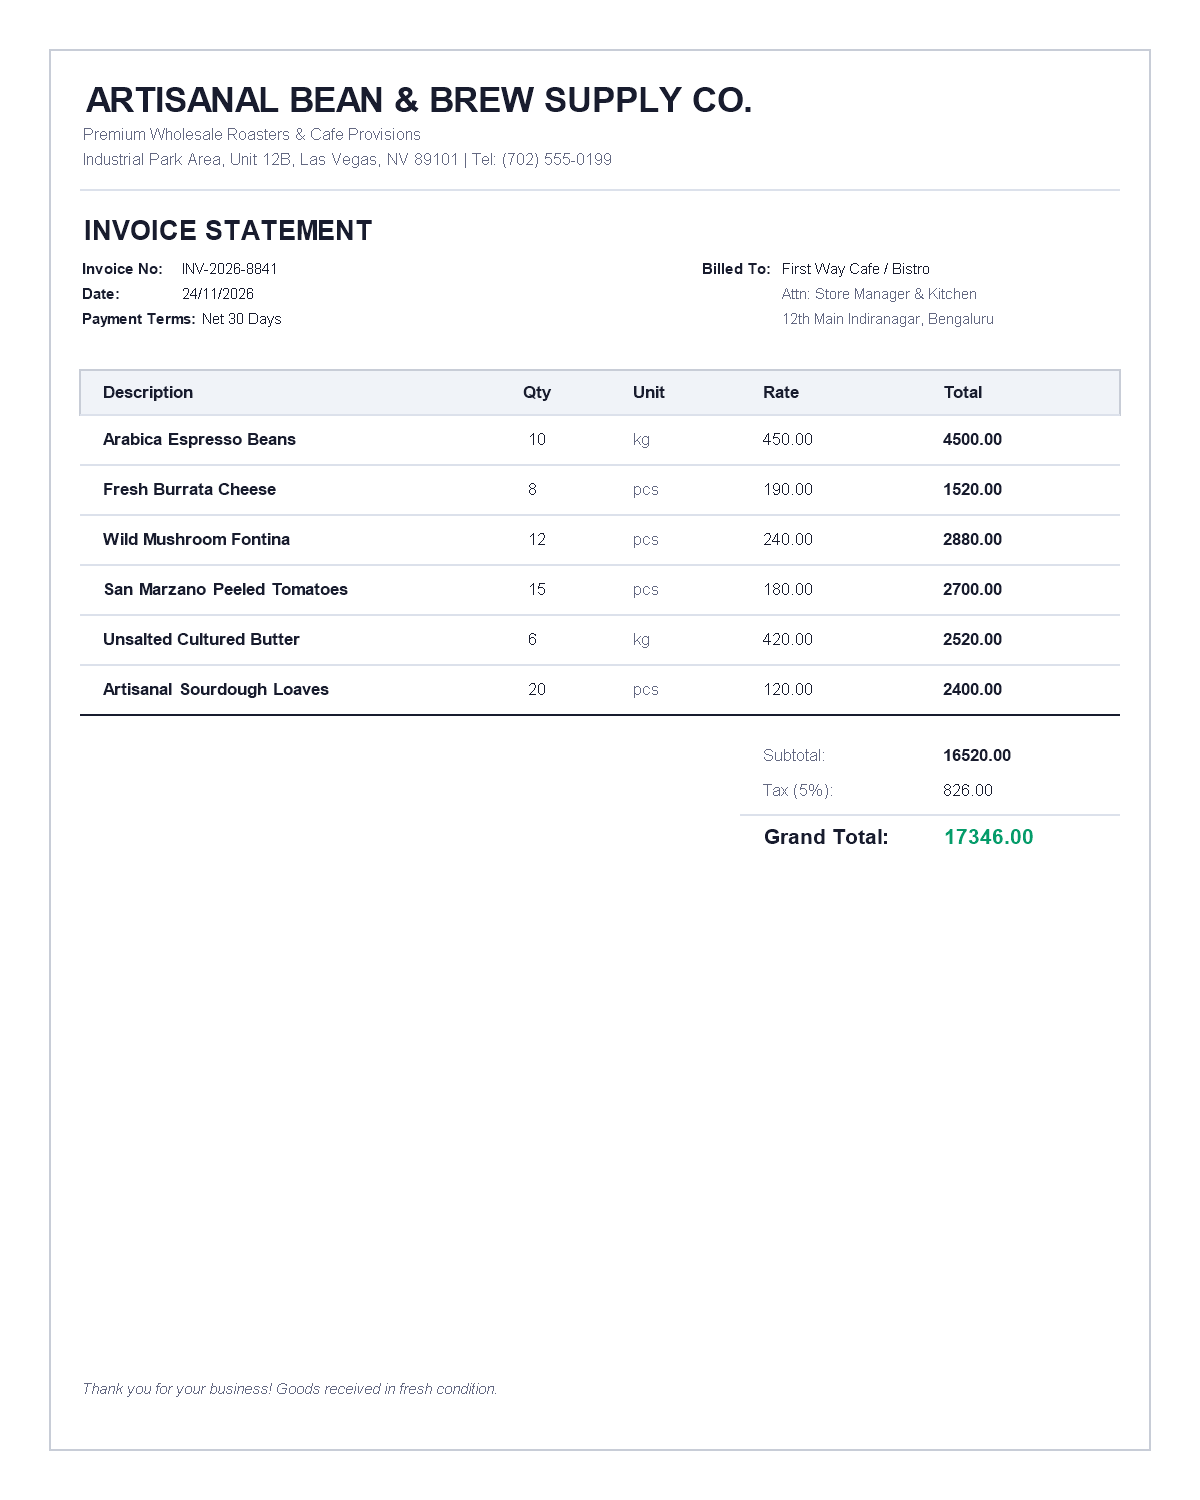 ARTISANAL BEAN & BREW SUPPLY CO.
Premium Wholesale Roasters & Cafe Provisions
Industrial Park Area, Unit 12B, Las Vegas, NV 89101 | Tel: (702) 555-0199
INVOICE STATEMENT
Invoice No: INV-2026-8841 Billed To: First Way Cafe / Bistro
Date: 24/11/2026 Attn: Store Manager & Kitchen
Payment Terms: Net 30 Days 12th Main Indiranagar, Bengaluru
Description Qty Unit Rate Total
Arabica Espresso Beans 10 kg 450.00 4500.00
Fresh Burrata Cheese 8 pcs 190.00 1520.00
Wild Mushroom Fontina 12 pcs 240.00 2880.00
San Marzano Peeled Tomatoes 15 pcs 180.00 2700.00
Unsalted Cultured Butter 6 kg 420.00 2520.00
Artisanal Sourdough Loaves 20 pcs 120.00 2400.00
Subtotal: 16520.00
Tax (5%): 826.00
Grand Total: 17346.00
Thank you for your business! Goods received in fresh condition.